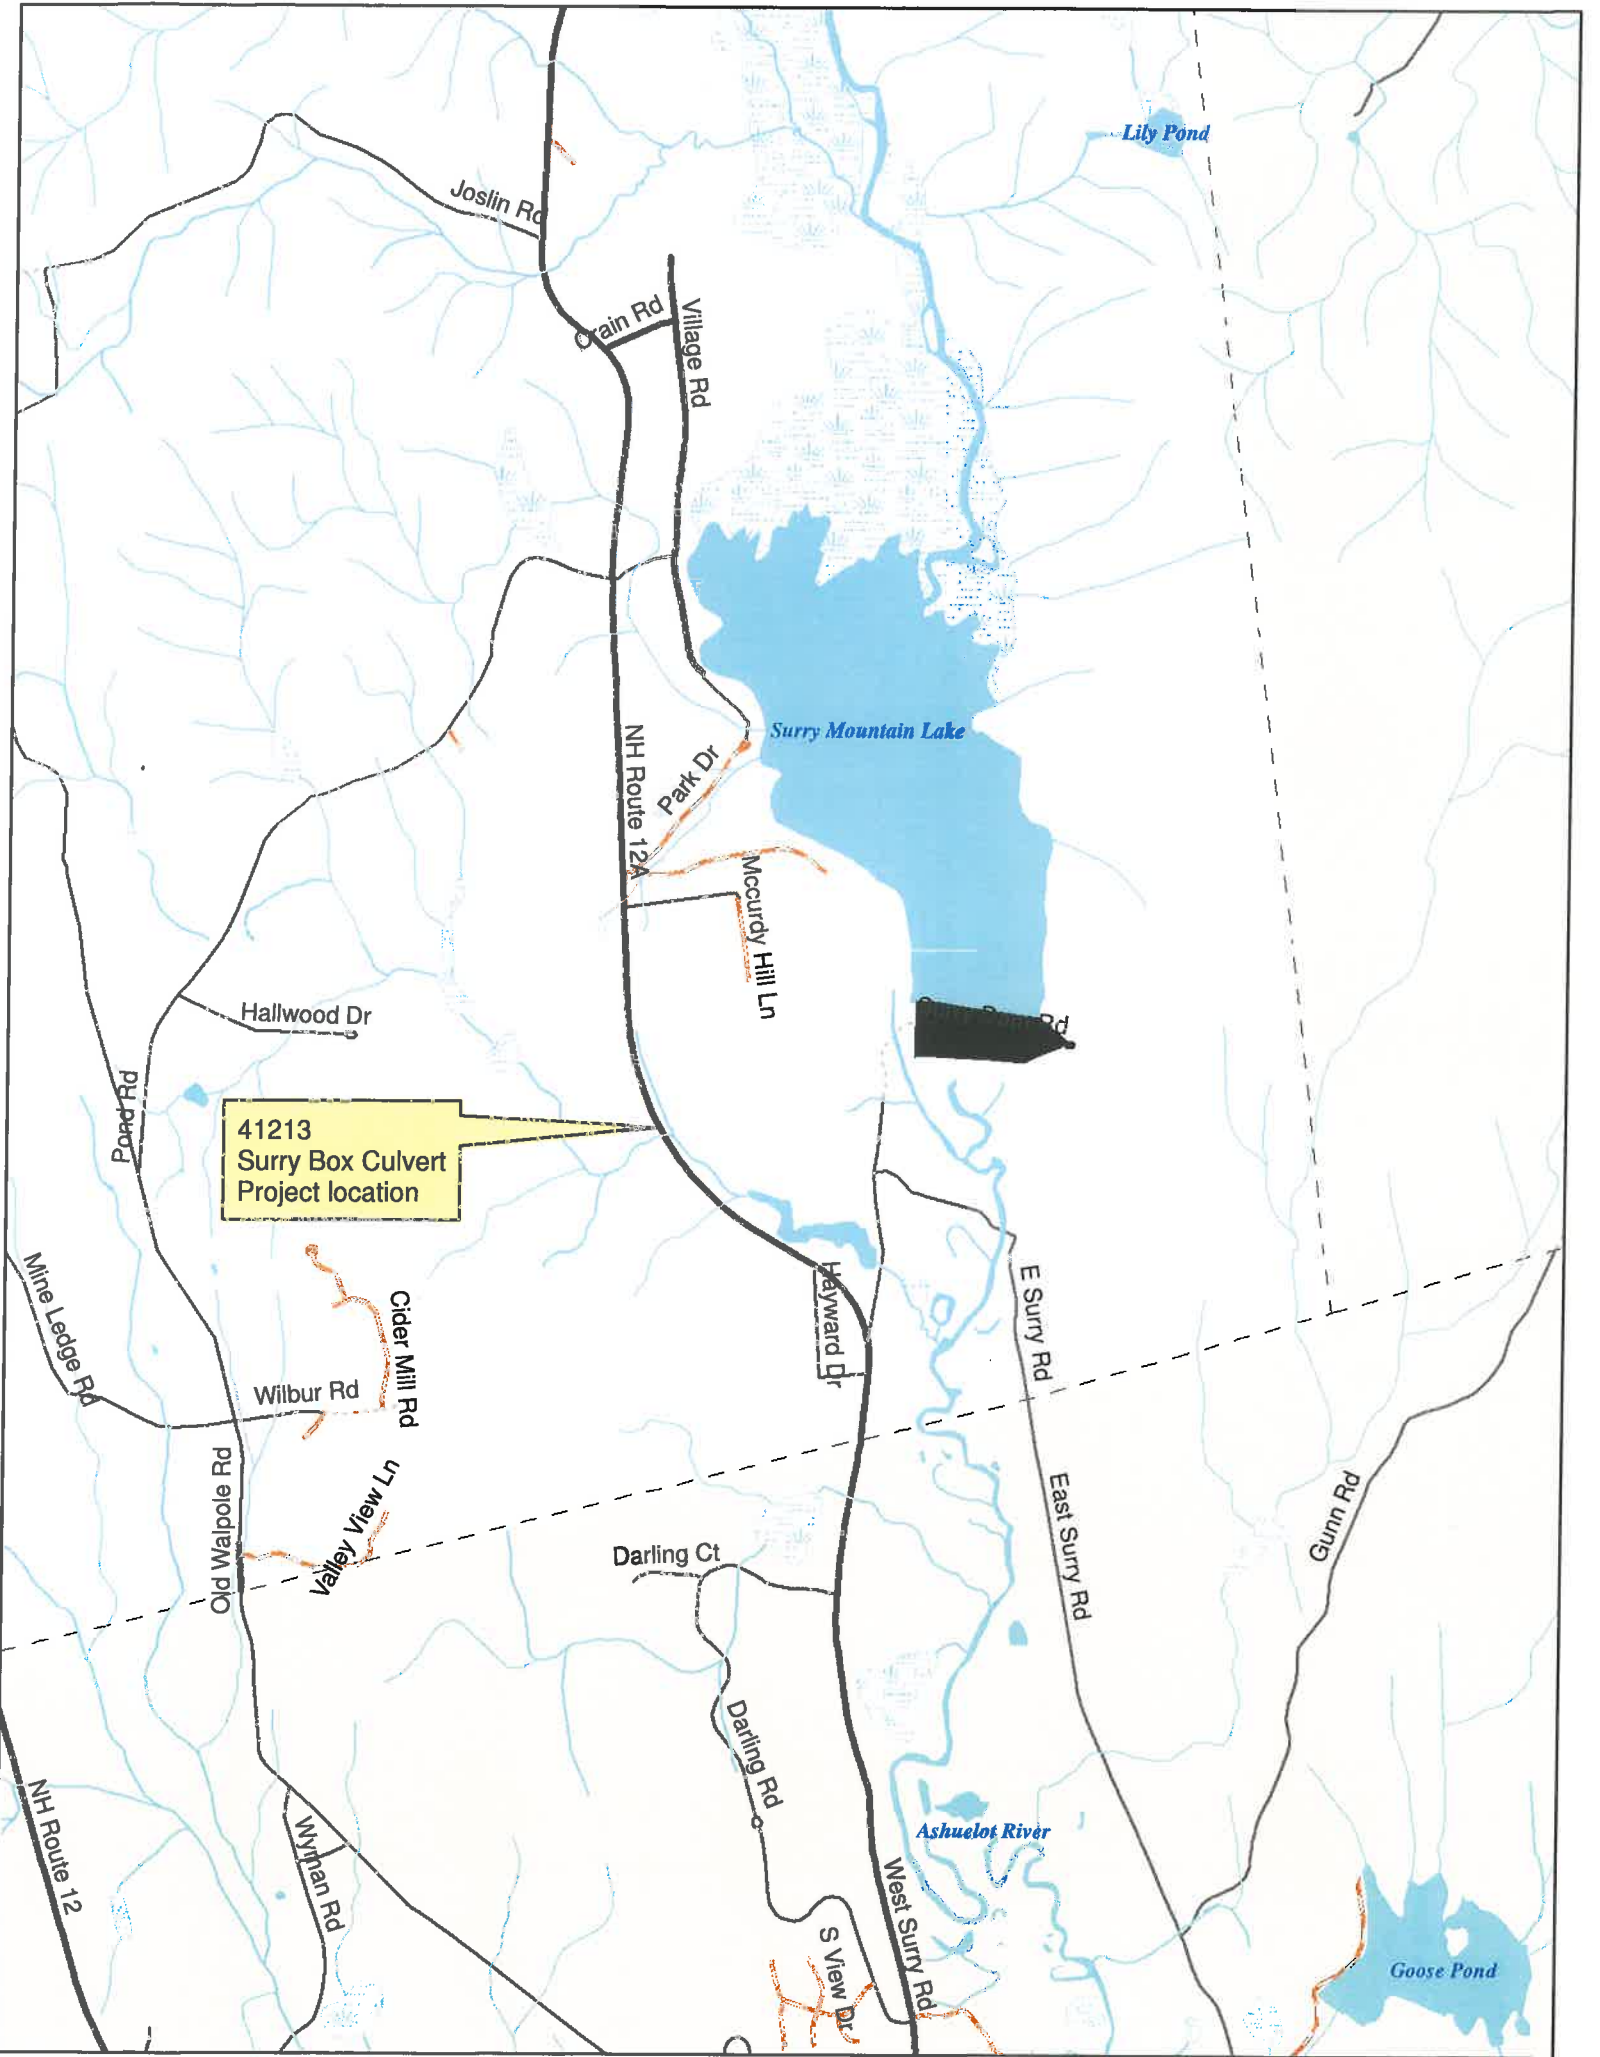 Lily Pond
Joslin Rd
ain Rd
Village Rd
Surry Mountain Lake
NH Route 12A
Park Dr
Mccurdy Hill Ln
Hallwood Dr
Rd
Pond Rd
41213
Surry Box Culvert
Project location
Mine Ledge Rd
Cider Mill Rd
Hayward Dr
E Surry Rd
Wilbur Rd
Old Walpole Rd
Valley View Ln
East Surry Rd
Gunn Rd
Darling Ct
Darling Rd
NH Route 12
Wyman Rd
Ashuelot River
West Surry Rd
S View Dr
Goose Pond